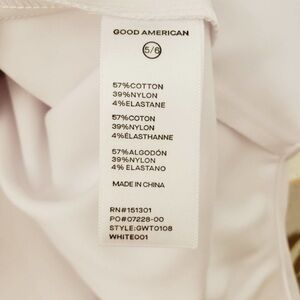 GOOD AMERICAN
5/6
57%COTTON
39%NYLON
4%ELASTANE
57%COTON
39%NYLON
4%ÉLASTHANNE
57%ALGODÓN
39%NYLON
4% ELASTANO
MADE IN CHINA
RN#151301
PO#07228-00
STYLE:GWT0108
WHITE001